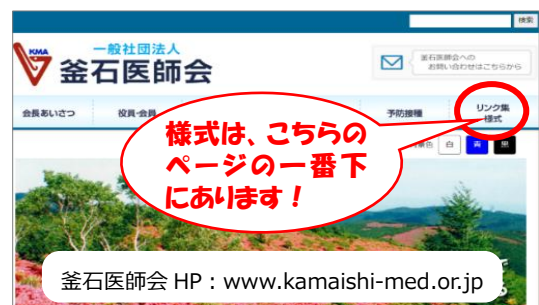 検索
KMA
一般社団法人
釜石医師会
釜石医師会への
お問い合わせはこちらから
会長あいさつ
役員・会員
予防接種
リンク集
様式
様式は、こちらの
ページの一番下
にあります！
白
青
黒
釜石医師会 HP：www.kamaishi-med.or.jp